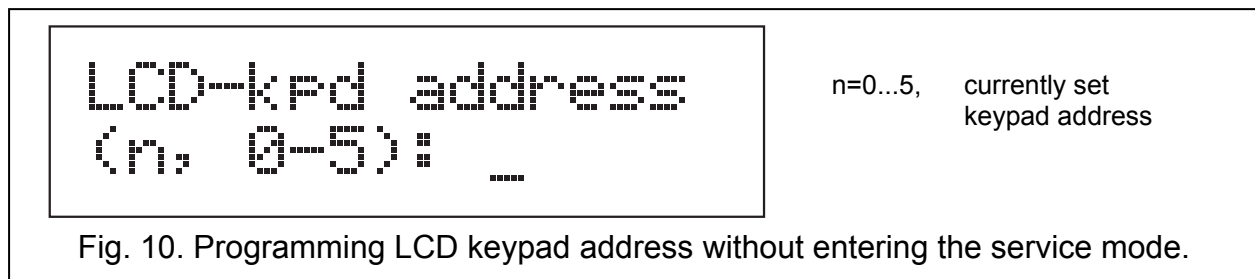 LCD-kpd address
(n, 0-5): _
n=0...5, currently set
keypad address
Fig. 10. Programming LCD keypad address without entering the service mode.